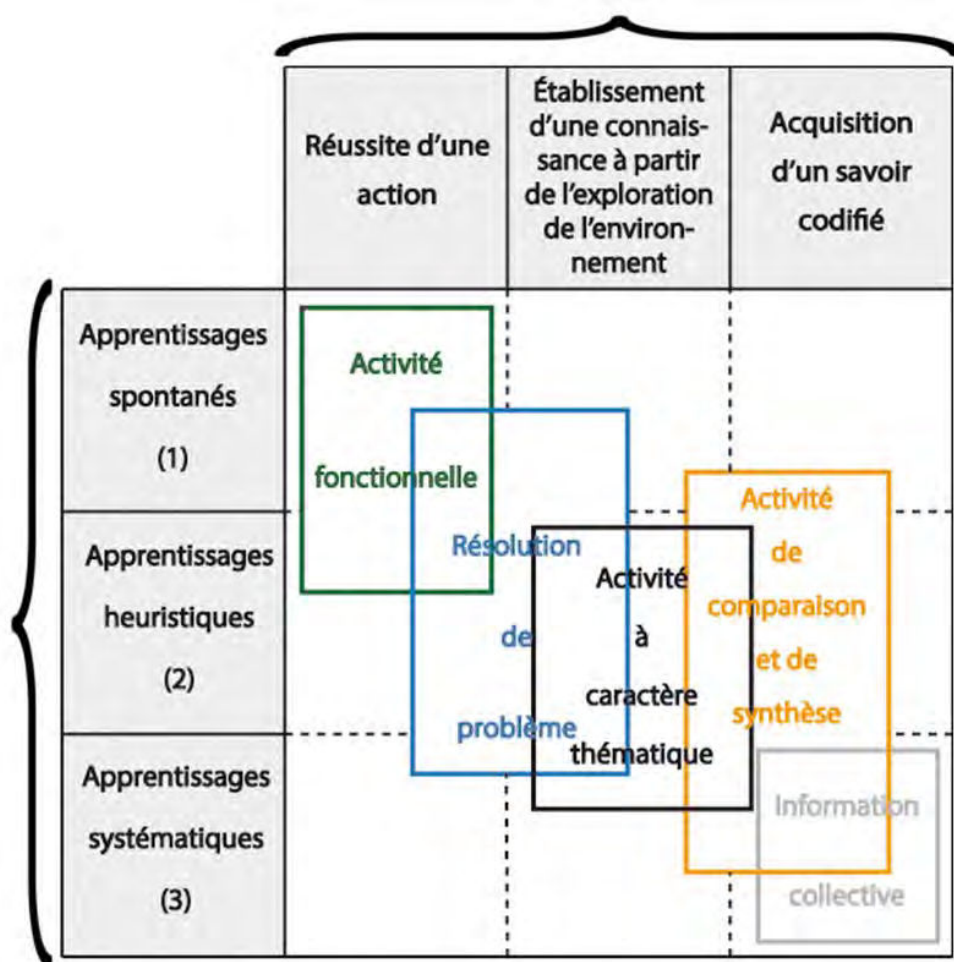 Réussite d'une
action
Établissement
d'une connais-
sance à partir
de l'exploration
de l'environ-
nement
Acquisition
d'un savoir
codifié
Apprentissages
spontanés
(1)
Activité
fonctionnelle
Apprentissages
heuristiques
(2)
Résolution
de
problème
Activité
à
caractère
thématique
Activité
de
comparaison
et de
synthèse
Apprentissages
systématiques
(3)
Information
collective